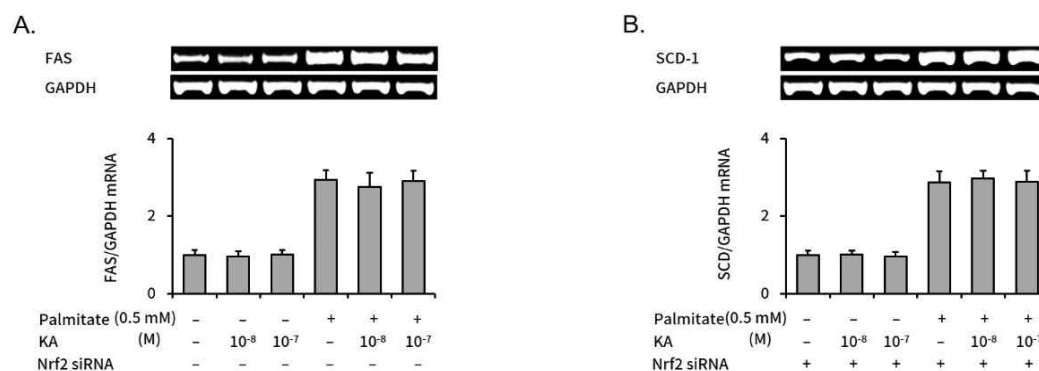 A.
FAS
GAPDH
FAS/GAPDH mRNA
4
2
0
Palmitate (0.5 mM) – – – + + +
KA (M) – 10⁻⁸ 10⁻⁷ – 10⁻⁸ 10⁻⁷
Nrf2 siRNA – – – – – –
B.
SCD-1
GAPDH
SCD/GAPDH mRNA
4
2
0
Palmitate(0.5 mM) – – – + + +
KA (M) – 10⁻⁸ 10⁻⁷ – 10⁻⁸ 10⁻⁷
Nrf2 siRNA + + + + + +